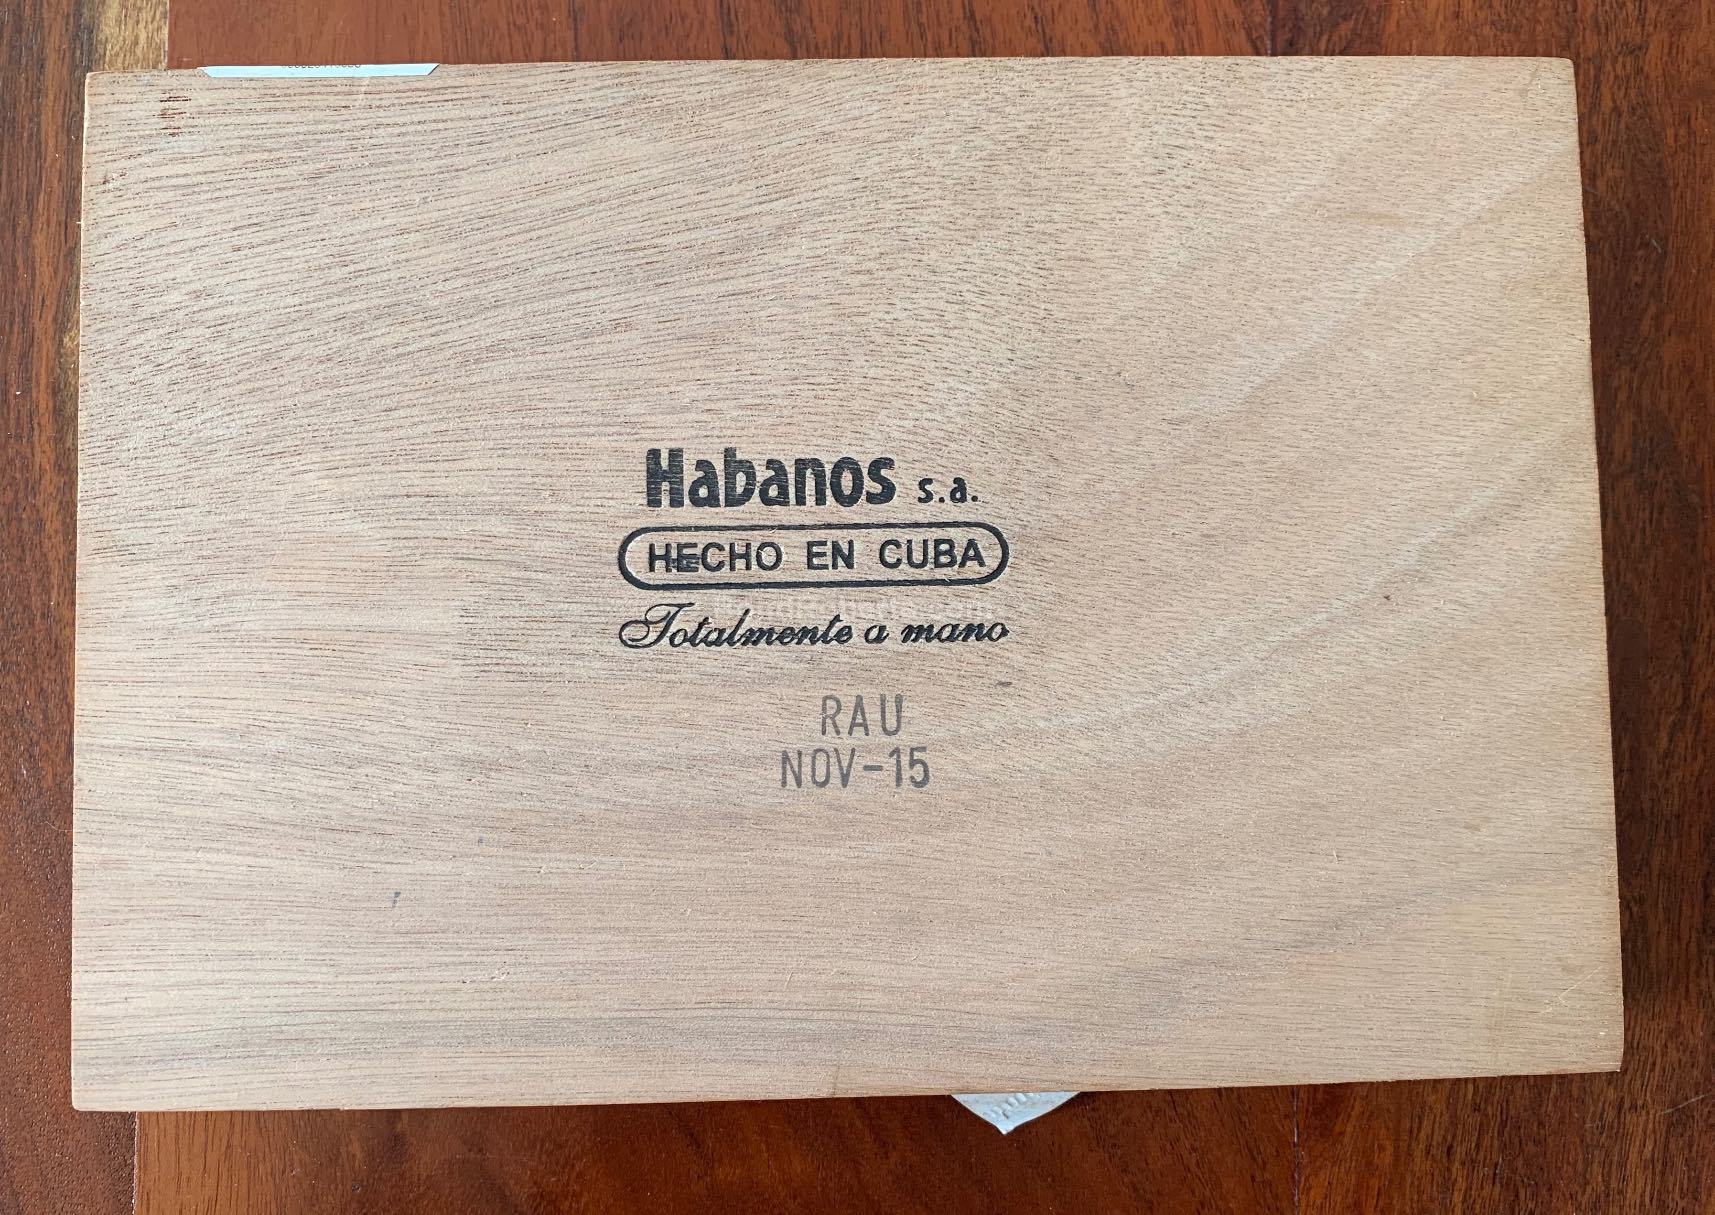 Habanos s.a.
HECHO EN CUBA
Totalmente a mano
RAU
NOV-15